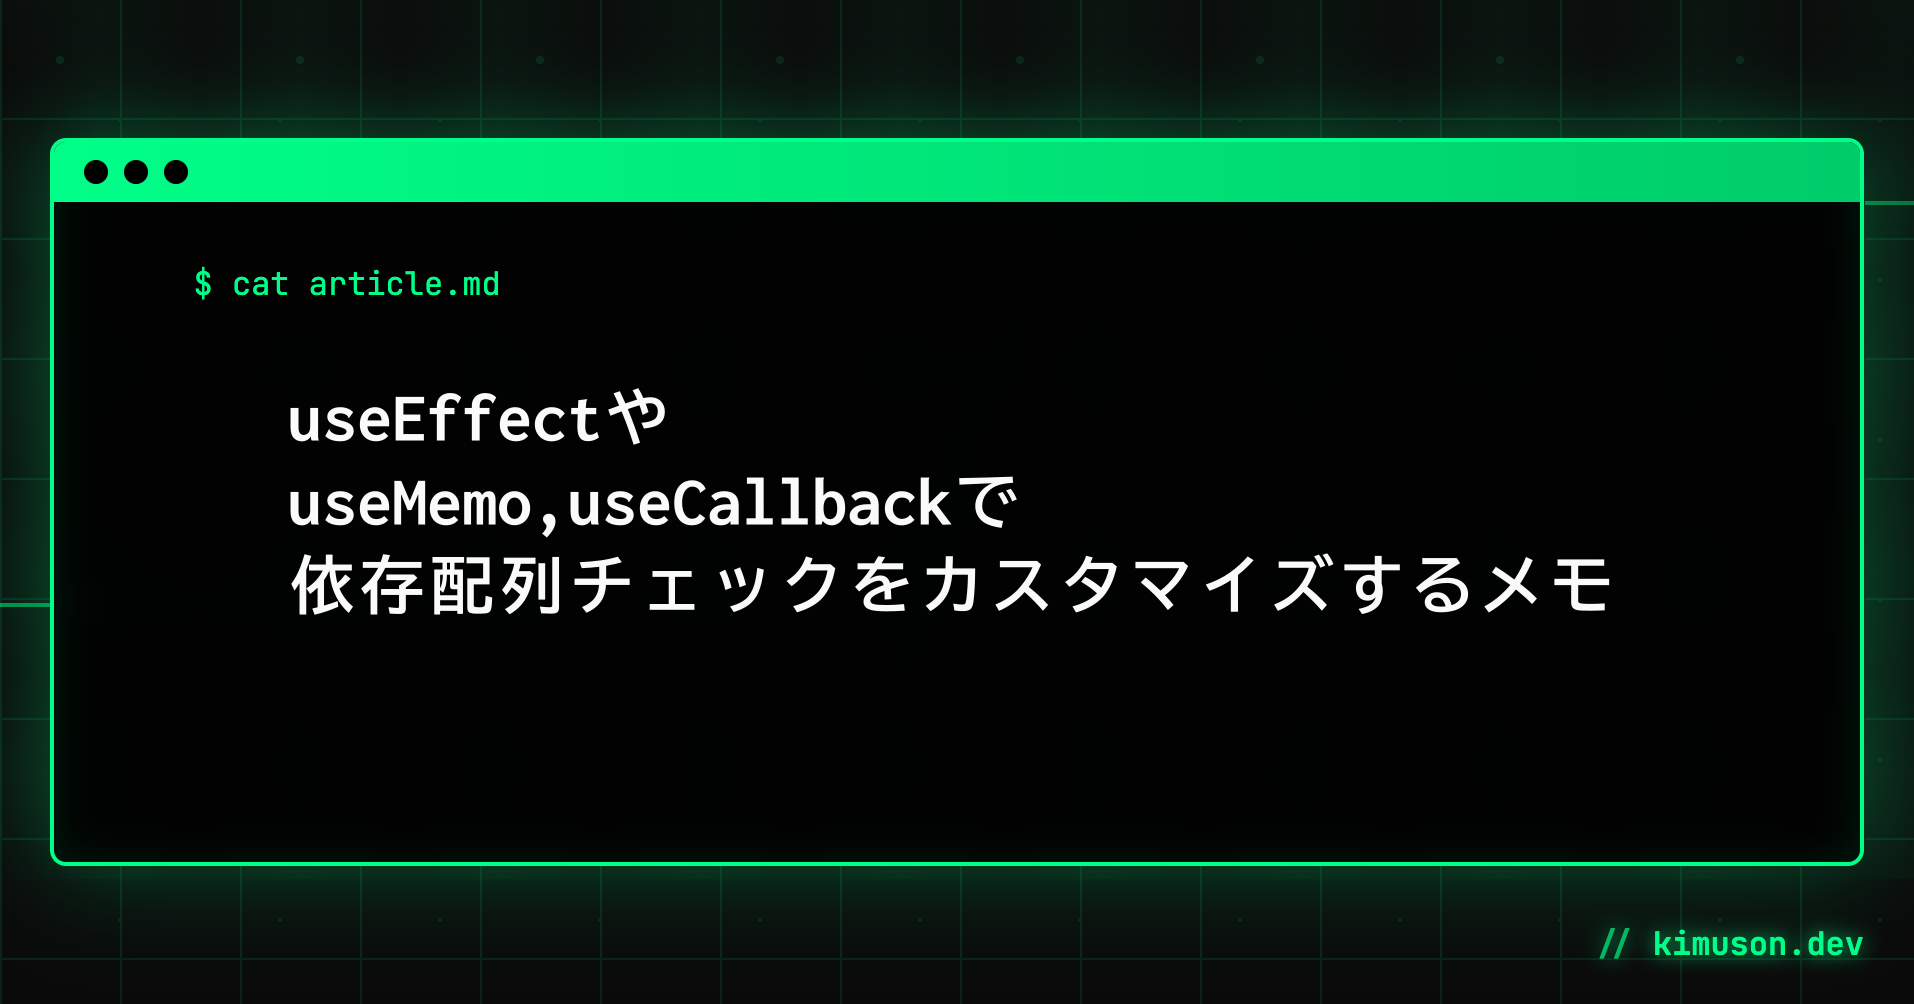 $ cat article.md
useEffectや
useMemo,useCallbackで
依存配列チェックをカスタマイズするメモ
// kimuson.dev